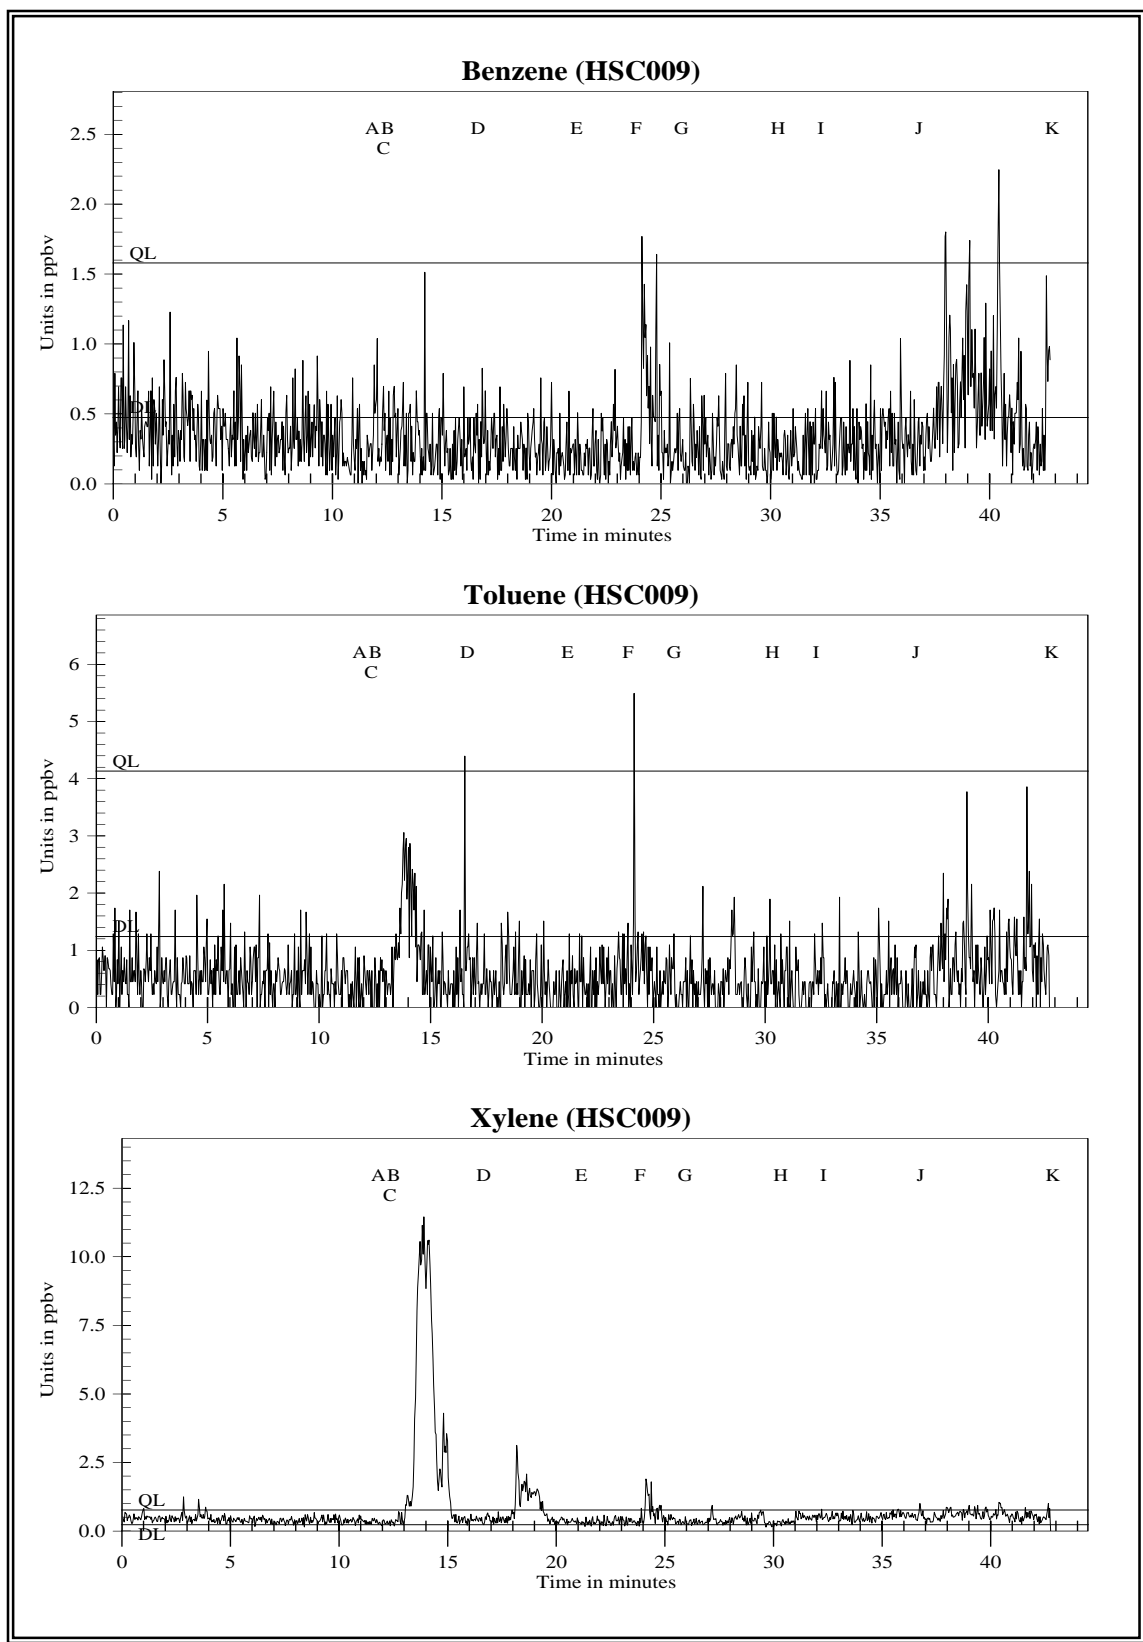 Benzene (HSC009)
A B D E F G H I J K
C
2.5
2.0
QL
1.5
1.0
DL
0.5
0.0
Units in ppbv
0 5 10 15 20 25 30 35 40
Time in minutes
Toluene (HSC009)
A B D E F G H I J K
C
6
5
QL
4
3
2
DL
1
0
Units in ppbv
0 5 10 15 20 25 30 35 40
Time in minutes
Xylene (HSC009)
A B D E F G H I J K
C
12.5
10.0
7.5
5.0
2.5
QL
0.0
DL
Units in ppbv
0 5 10 15 20 25 30 35 40
Time in minutes